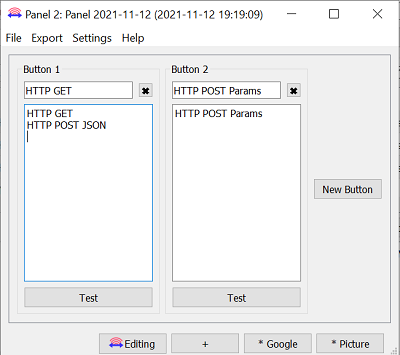 Panel 2: Panel 2021-11-12 (2021-11-12 19:19:09)
File Export Settings Help
Button 1
HTTP GET
HTTP GET
HTTP POST JSON
Test
Button 2
HTTP POST Params
HTTP POST Params
Test
New Button
Editing
+
* Google
* Picture